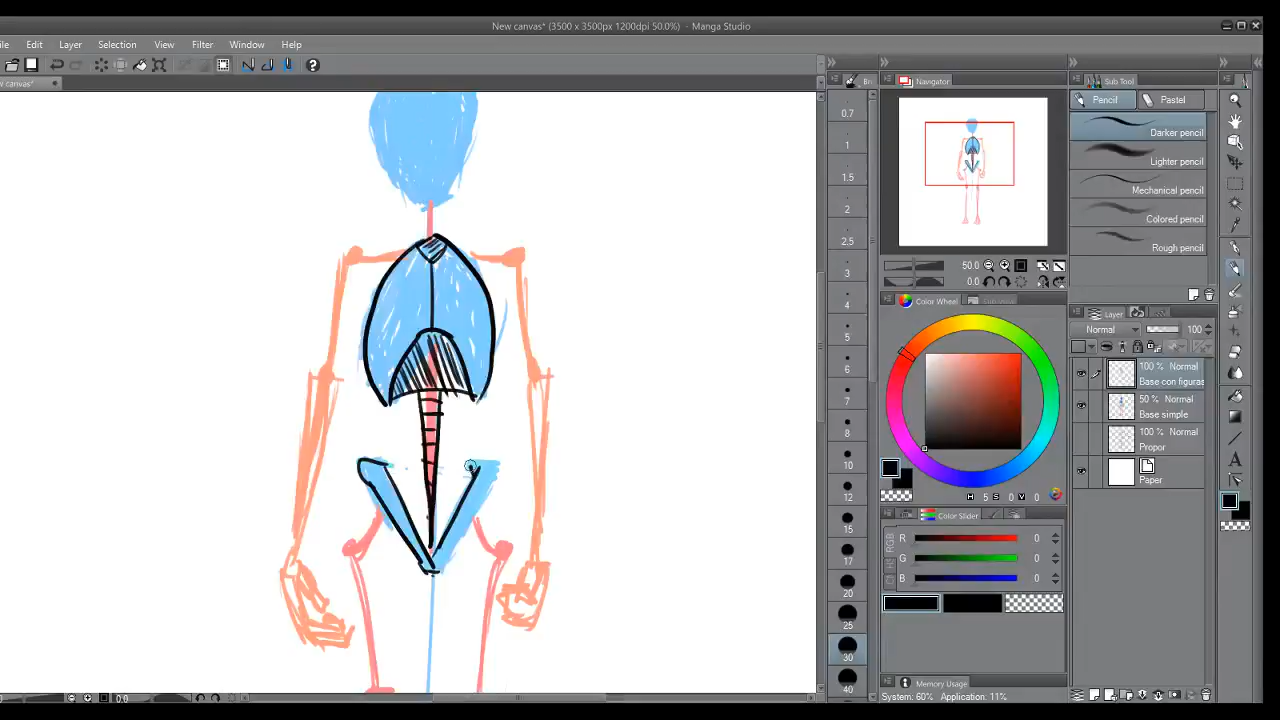 New canvas* (3500 x 3500px 1200dpi 50.0%) - Manga Studio
ile Edit Layer Selection View Filter Window Help
w canvas*
Navigator
Sub Tool
Pencil Pastel
Darker pencil
Lighter pencil
Mechanical pencil
Colored pencil
Rough pencil
0.7
1
1.5
2
2.5
3
4
5
6
7
8
10
12
15
17
20
25
30
40
50.0
0.0
Color Wheel
Layer
Normal 100
100 % Normal
Base con figuras
50 % Normal
Base simple
100 % Normal
Propor
Paper
H 5 S 0 V 0
Color Slider
RGB
R 0
G 0
B 0
Memory Usage
System: 60% Application: 11%
0.0